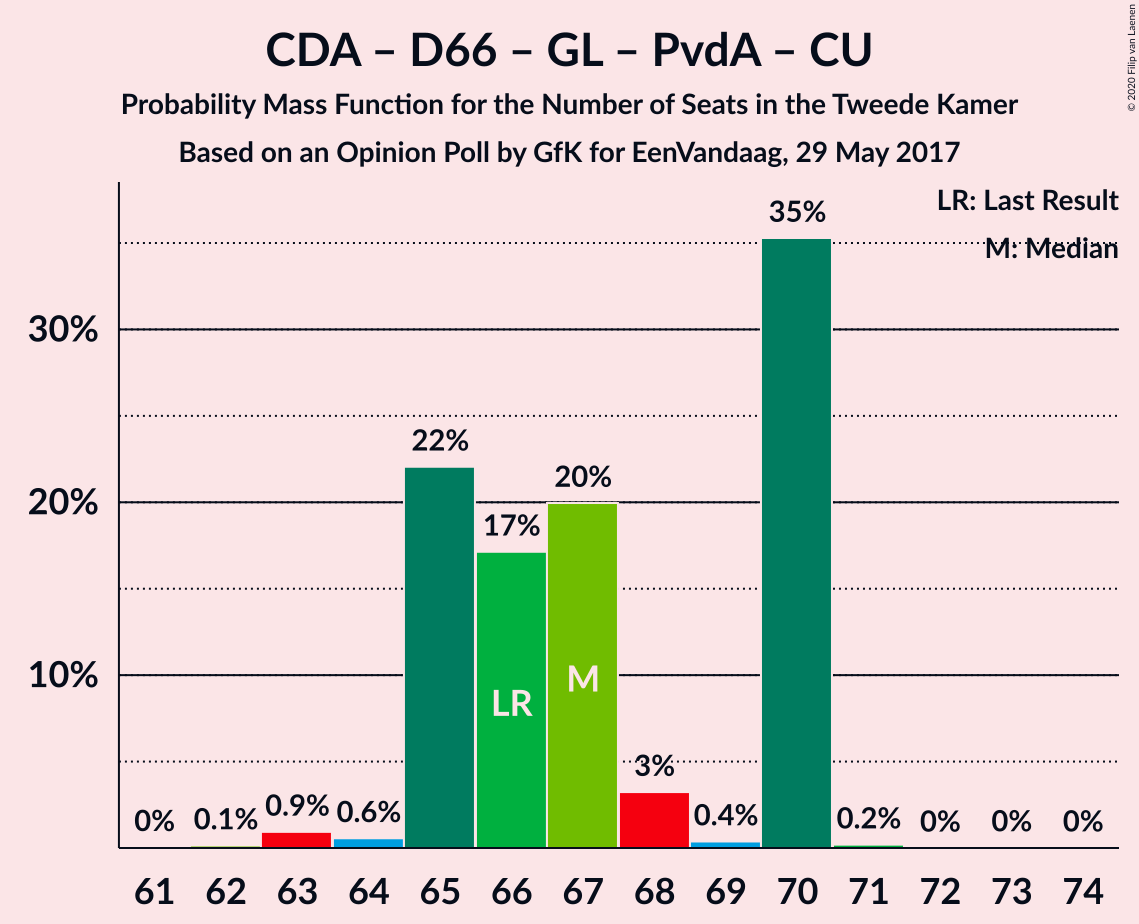 CDA – D66 – GL – PvdA – CU
Probability Mass Function for the Number of Seats in the Tweede Kamer
Based on an Opinion Poll by GfK for EenVandaag, 29 May 2017
© 2020 Filip van Laenen
LR: Last Result
M: Median
35%
30%
22%
20%
20%
17%
10%
LR
M
3%
0%
0.1%
0.9%
0.6%
0.4%
0.2%
0%
0%
0%
61 62 63 64 65 66 67 68 69 70 71 72 73 74